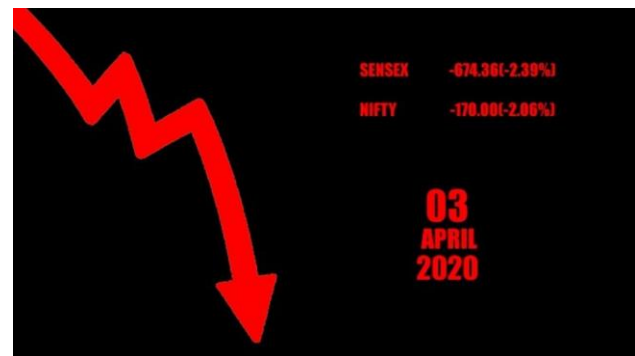 SENSEX -674.36(-2.39%)
NIFTY -170.00(-2.06%)
03
APRIL
2020